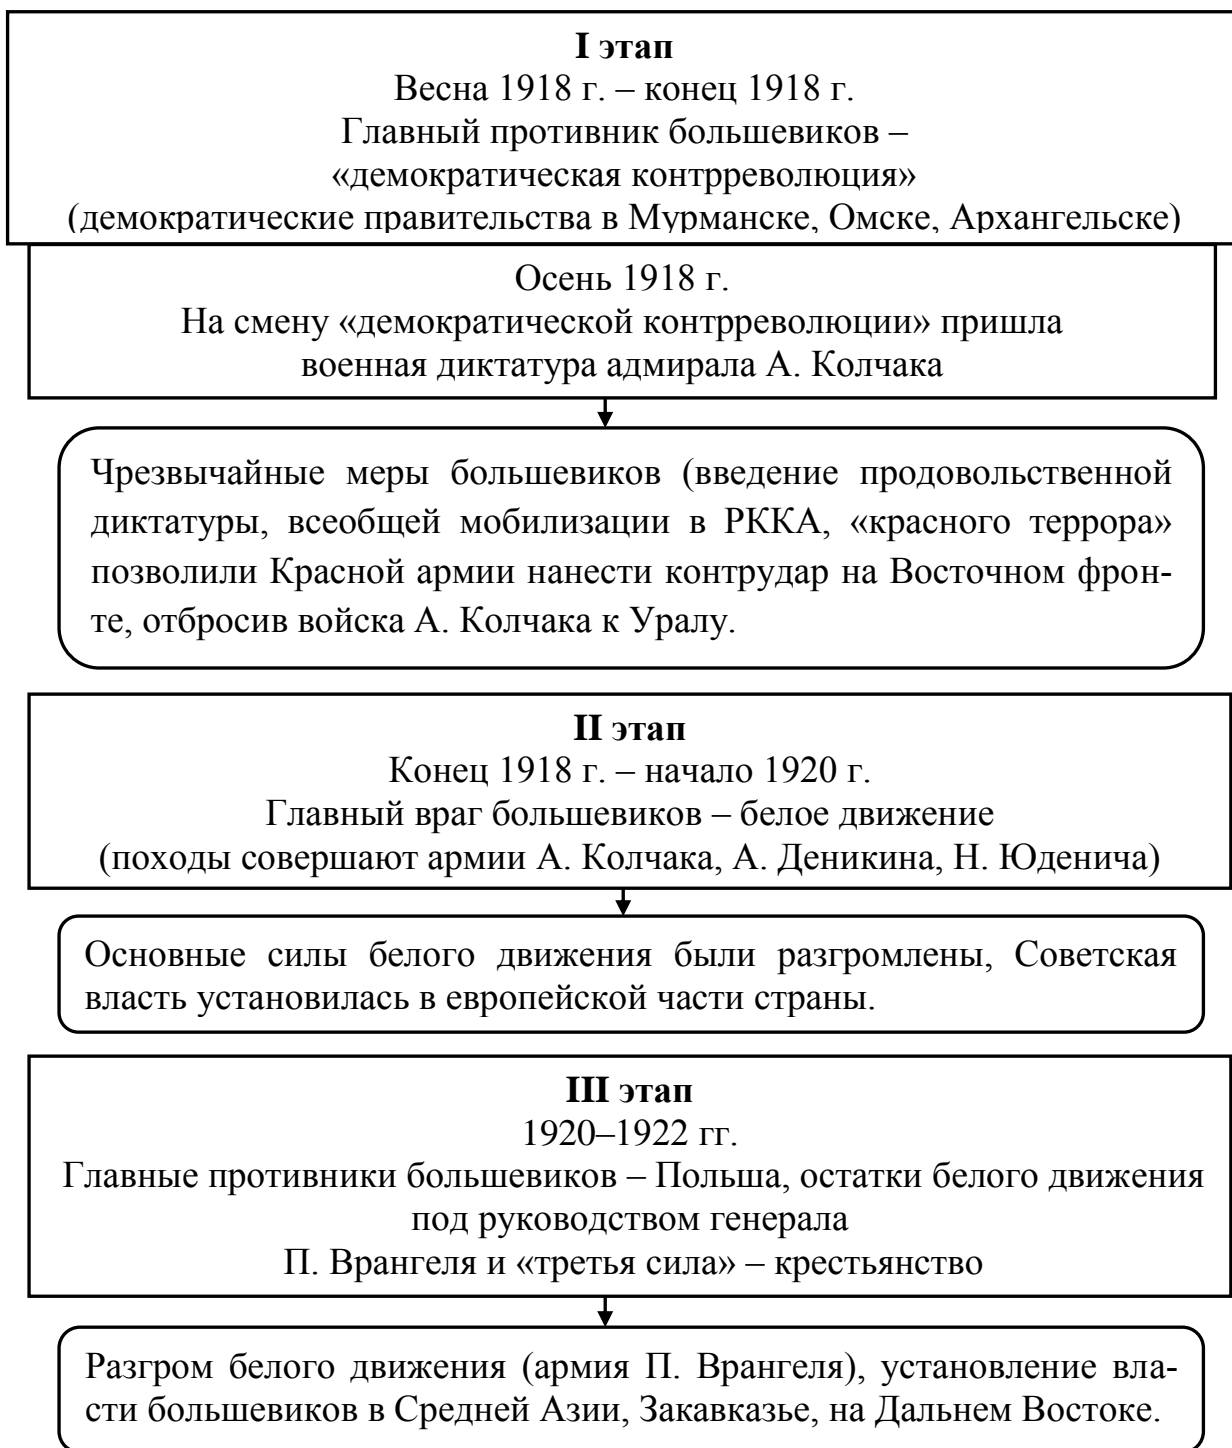 I этап
Весна 1918 г. – конец 1918 г.
Главный противник большевиков –
«демократическая контрреволюция»
(демократические правительства в Мурманске, Омске, Архангельске)
Осень 1918 г.
На смену «демократической контрреволюции» пришла
военная диктатура адмирала А. Колчака
Чрезвычайные меры большевиков (введение продовольственной
диктатуры, всеобщей мобилизации в РККА, «красного террора»
позволили Красной армии нанести контрудар на Восточном фрон-
те, отбросив войска А. Колчака к Уралу.
II этап
Конец 1918 г. – начало 1920 г.
Главный враг большевиков – белое движение
(походы совершают армии А. Колчака, А. Деникина, Н. Юденича)
Основные силы белого движения были разгромлены, Советская
власть установилась в европейской части страны.
III этап
1920–1922 гг.
Главные противники большевиков – Польша, остатки белого движения
под руководством генерала
П. Врангеля и «третья сила» – крестьянство
Разгром белого движения (армия П. Врангеля), установление вла-
сти большевиков в Средней Азии, Закавказье, на Дальнем Востоке.